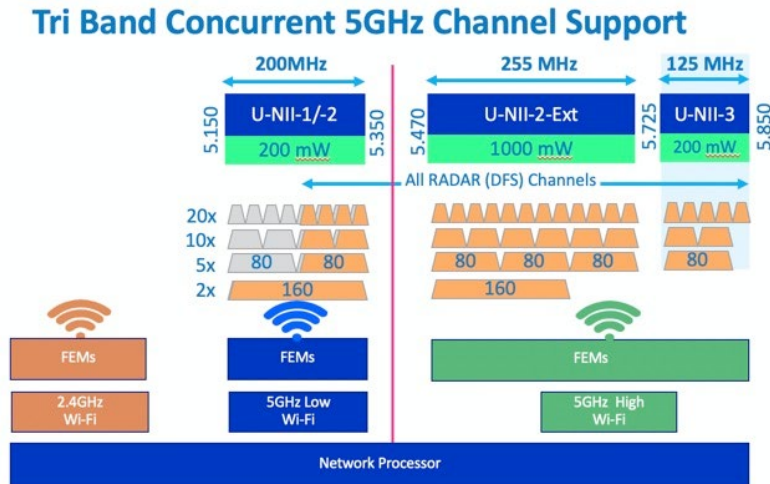 Tri Band Concurrent 5GHz Channel Support
200MHz
255 MHz
125 MHz
5.150
U-NII-1/-2
5.350
5.470
U-NII-2-Ext
5.725
U-NII-3
5.850
200 mW
1000 mW
200 mW
All RADAR (DFS) Channels
20x
10x
5x
80
80
80
80
80
80
2x
160
160
FEMs
FEMs
FEMs
2.4GHz
Wi-Fi
5GHz Low
Wi-Fi
5GHz High
Wi-Fi
Network Processor